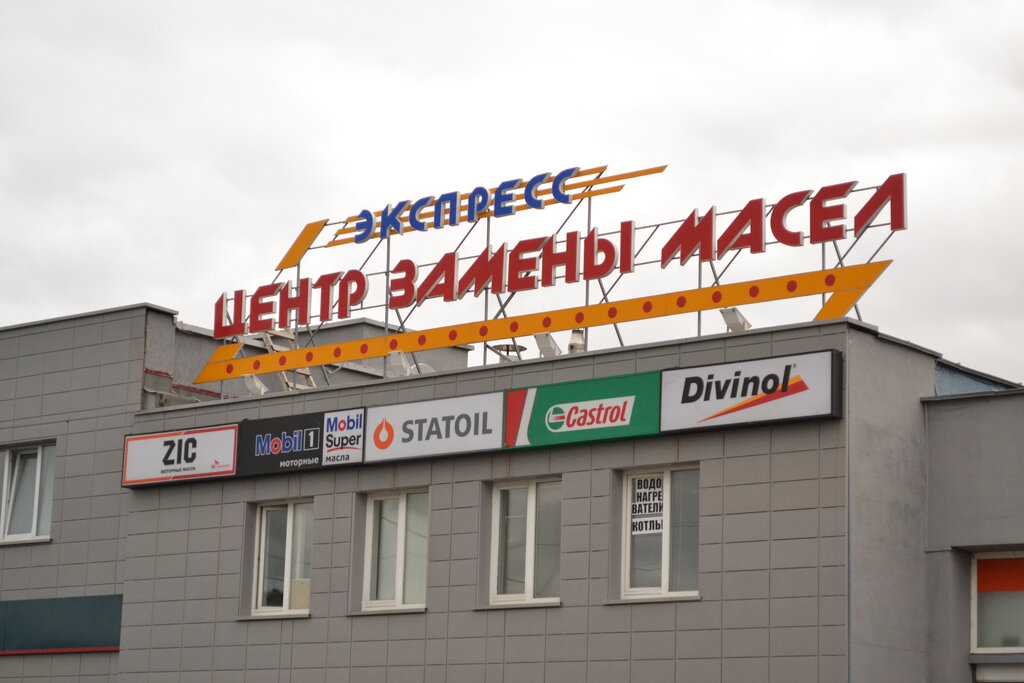 ЭКСПРЕСС
ЦЕНТР ЗАМЕНЫ МАСЕЛ
ZIC
МОТОРНЫЕ МАСЛА
Mobil 1
моторные
Mobil
Super
масла
STATOIL
Castrol
Divinol
ВОДО
НАГРЕ
ВАТЕЛИ
КОТЛЫ